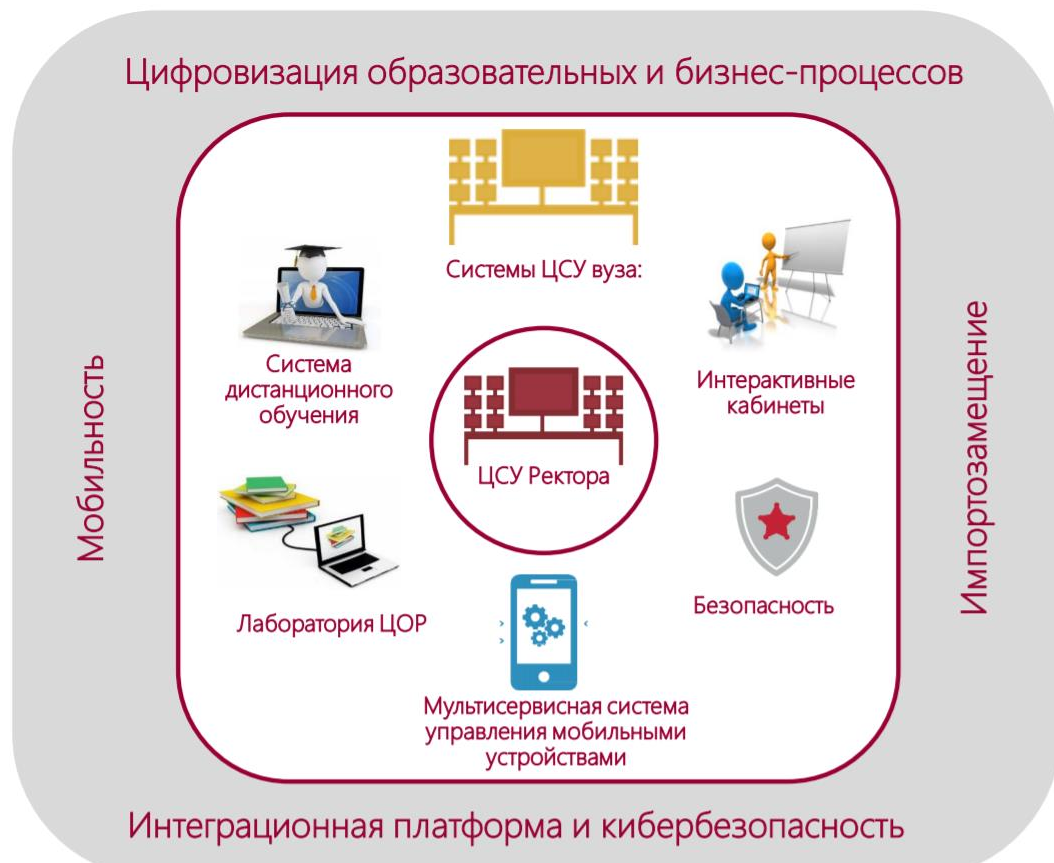 Цифровизация образовательных и бизнес-процессов
Системы ЦСУ вуза:
Система
дистанционного
обучения
Интерактивные
кабинеты
Мобильность
Импортозамещение
ЦСУ Ректора
Лаборатория ЦОР
Безопасность
Мультисервисная система
управления мобильными
устройствами
Интеграционная платформа и кибербезопасность